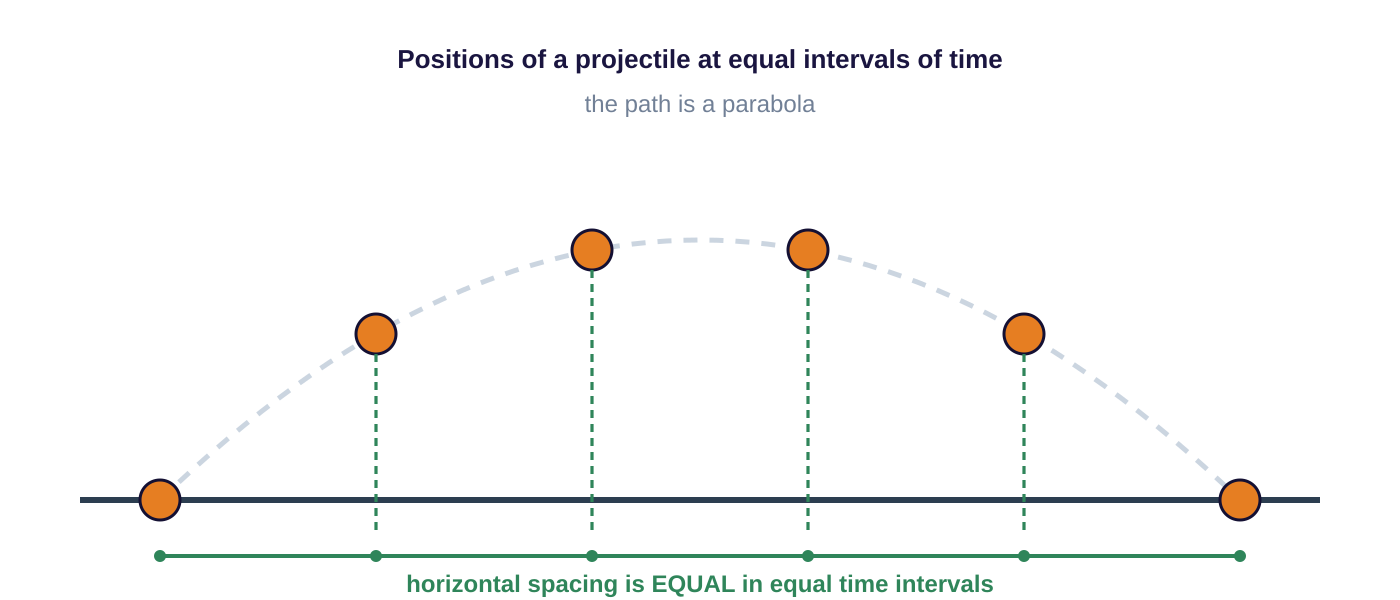 Positions of a projectile at equal intervals of time
the path is a parabola
horizontal spacing is EQUAL in equal time intervals